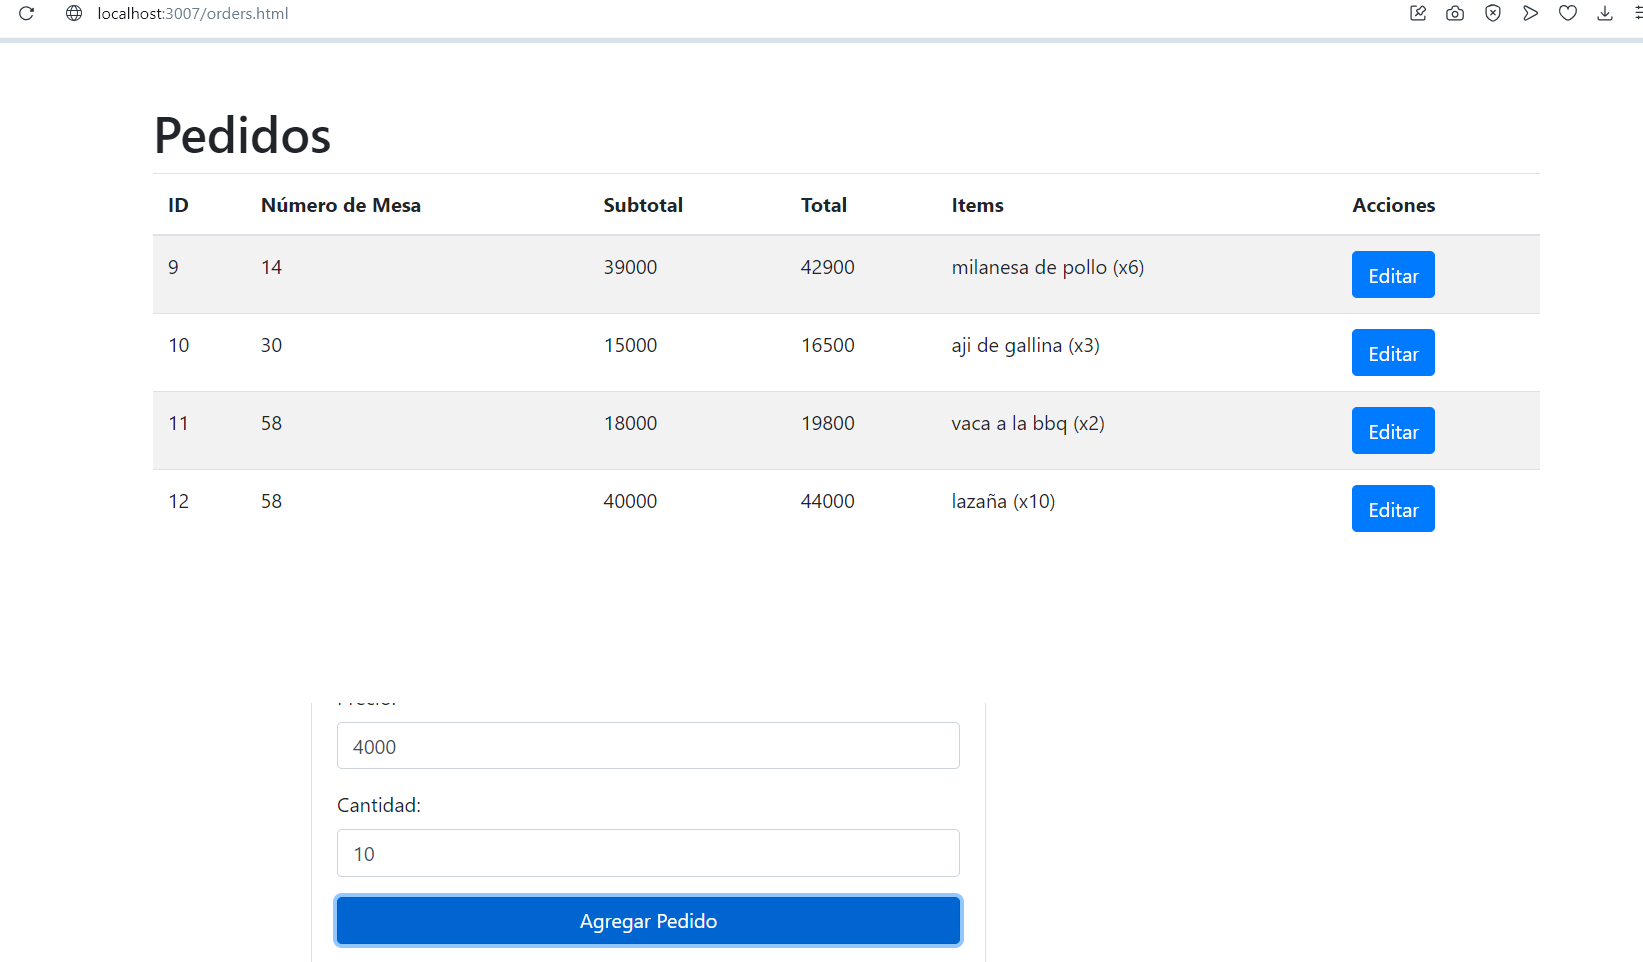 localhost:3007/orders.html
Pedidos
ID Número de Mesa Subtotal Total Items Acciones
9 14 39000 42900 milanesa de pollo (x6) Editar
10 30 15000 16500 aji de gallina (x3) Editar
11 58 18000 19800 vaca a la bbq (x2) Editar
12 58 40000 44000 lazaña (x10) Editar
4000
Cantidad:
10
Agregar Pedido